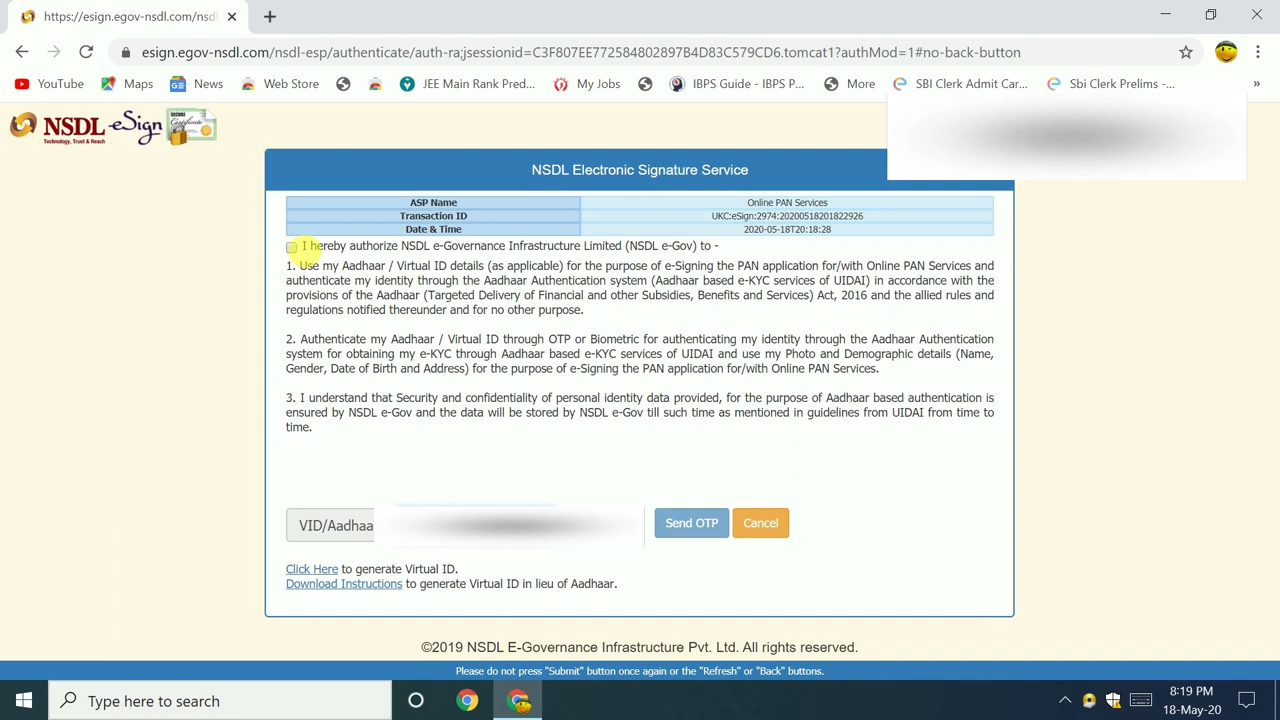 https://esign.egov-nsdl.com/nsdl
esign.egov-nsdl.com/nsdl-esp/authenticate/auth-ra;jsessionid=C3F807EE772584802897B4D83C579CD6.tomcat1?authMod=1#no-back-button
YouTube Maps News Web Store JEE Main Rank Pred... My Jobs IBPS Guide - IBPS P... More SBI Clerk Admit Car... Sbi Clerk Prelims -... »
NSDL eSign SECURE Certificate
Technology, Trust & Reach
NSDL Electronic Signature Service
ASP Name Online PAN Services
Transaction ID UKC:eSign:2974:20200518201822926
Date & Time 2020-05-18T20:18:28
I hereby authorize NSDL e-Governance Infrastructure Limited (NSDL e-Gov) to -
1. Use my Aadhaar / Virtual ID details (as applicable) for the purpose of e-Signing the PAN application for/with Online PAN Services and
authenticate my identity through the Aadhaar Authentication system (Aadhaar based e-KYC services of UIDAI) in accordance with the
provisions of the Aadhaar (Targeted Delivery of Financial and other Subsidies, Benefits and Services) Act, 2016 and the allied rules and
regulations notified thereunder and for no other purpose.
2. Authenticate my Aadhaar / Virtual ID through OTP or Biometric for authenticating my identity through the Aadhaar Authentication
system for obtaining my e-KYC through Aadhaar based e-KYC services of UIDAI and use my Photo and Demographic details (Name,
Gender, Date of Birth and Address) for the purpose of e-Signing the PAN application for/with Online PAN Services.
3. I understand that Security and confidentiality of personal identity data provided, for the purpose of Aadhaar based authentication is
ensured by NSDL e-Gov and the data will be stored by NSDL e-Gov till such time as mentioned in guidelines from UIDAI from time to
time.
VID/Aadhaa Send OTP Cancel
Click Here to generate Virtual ID.
Download Instructions to generate Virtual ID in lieu of Aadhaar.
©2019 NSDL E-Governance Infrastructure Pvt. Ltd. All rights reserved.
Please do not press "Submit" button once again or the "Refresh" or "Back" buttons.
Type here to search
8:19 PM
18-May-20